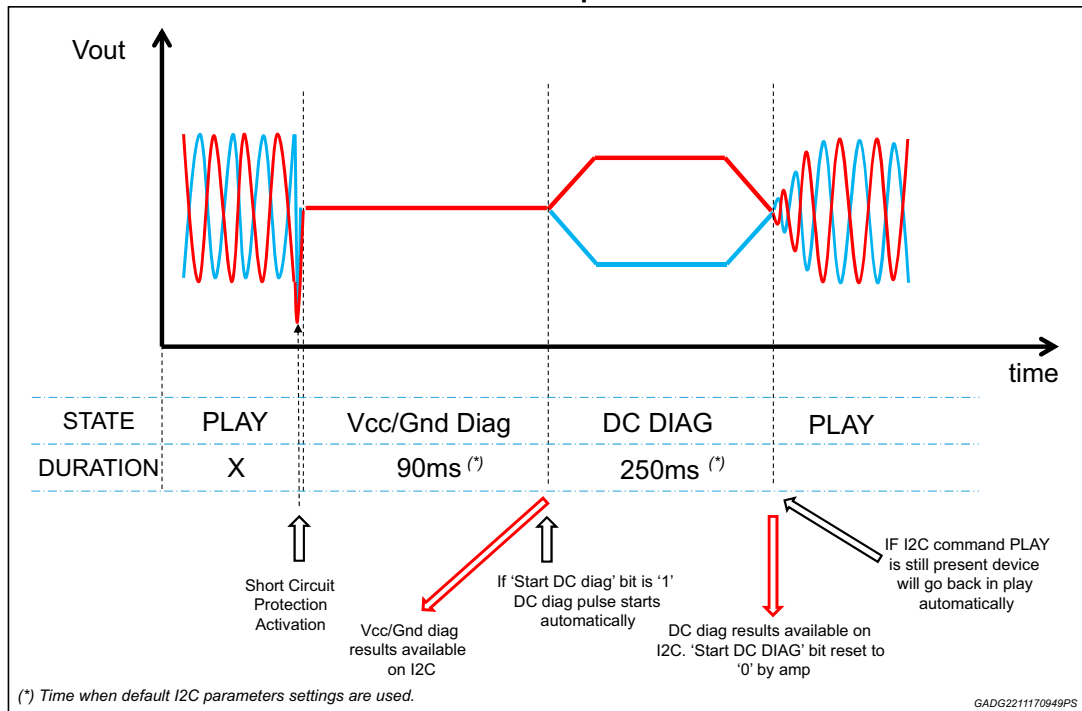 Vout
time
STATE PLAY Vcc/Gnd Diag DC DIAG PLAY
DURATION X 90ms (*) 250ms (*)
Short Circuit
Protection
Activation
Vcc/Gnd diag
results available
on I2C
If ‘Start DC diag’ bit is ‘1’
DC diag pulse starts
automatically
DC diag results available on
I2C. ‘Start DC DIAG’ bit reset to
‘0’ by amp
IF I2C command PLAY
is still present device
will go back in play
automatically
(*) Time when default I2C parameters settings are used.
GADG2211170949PS